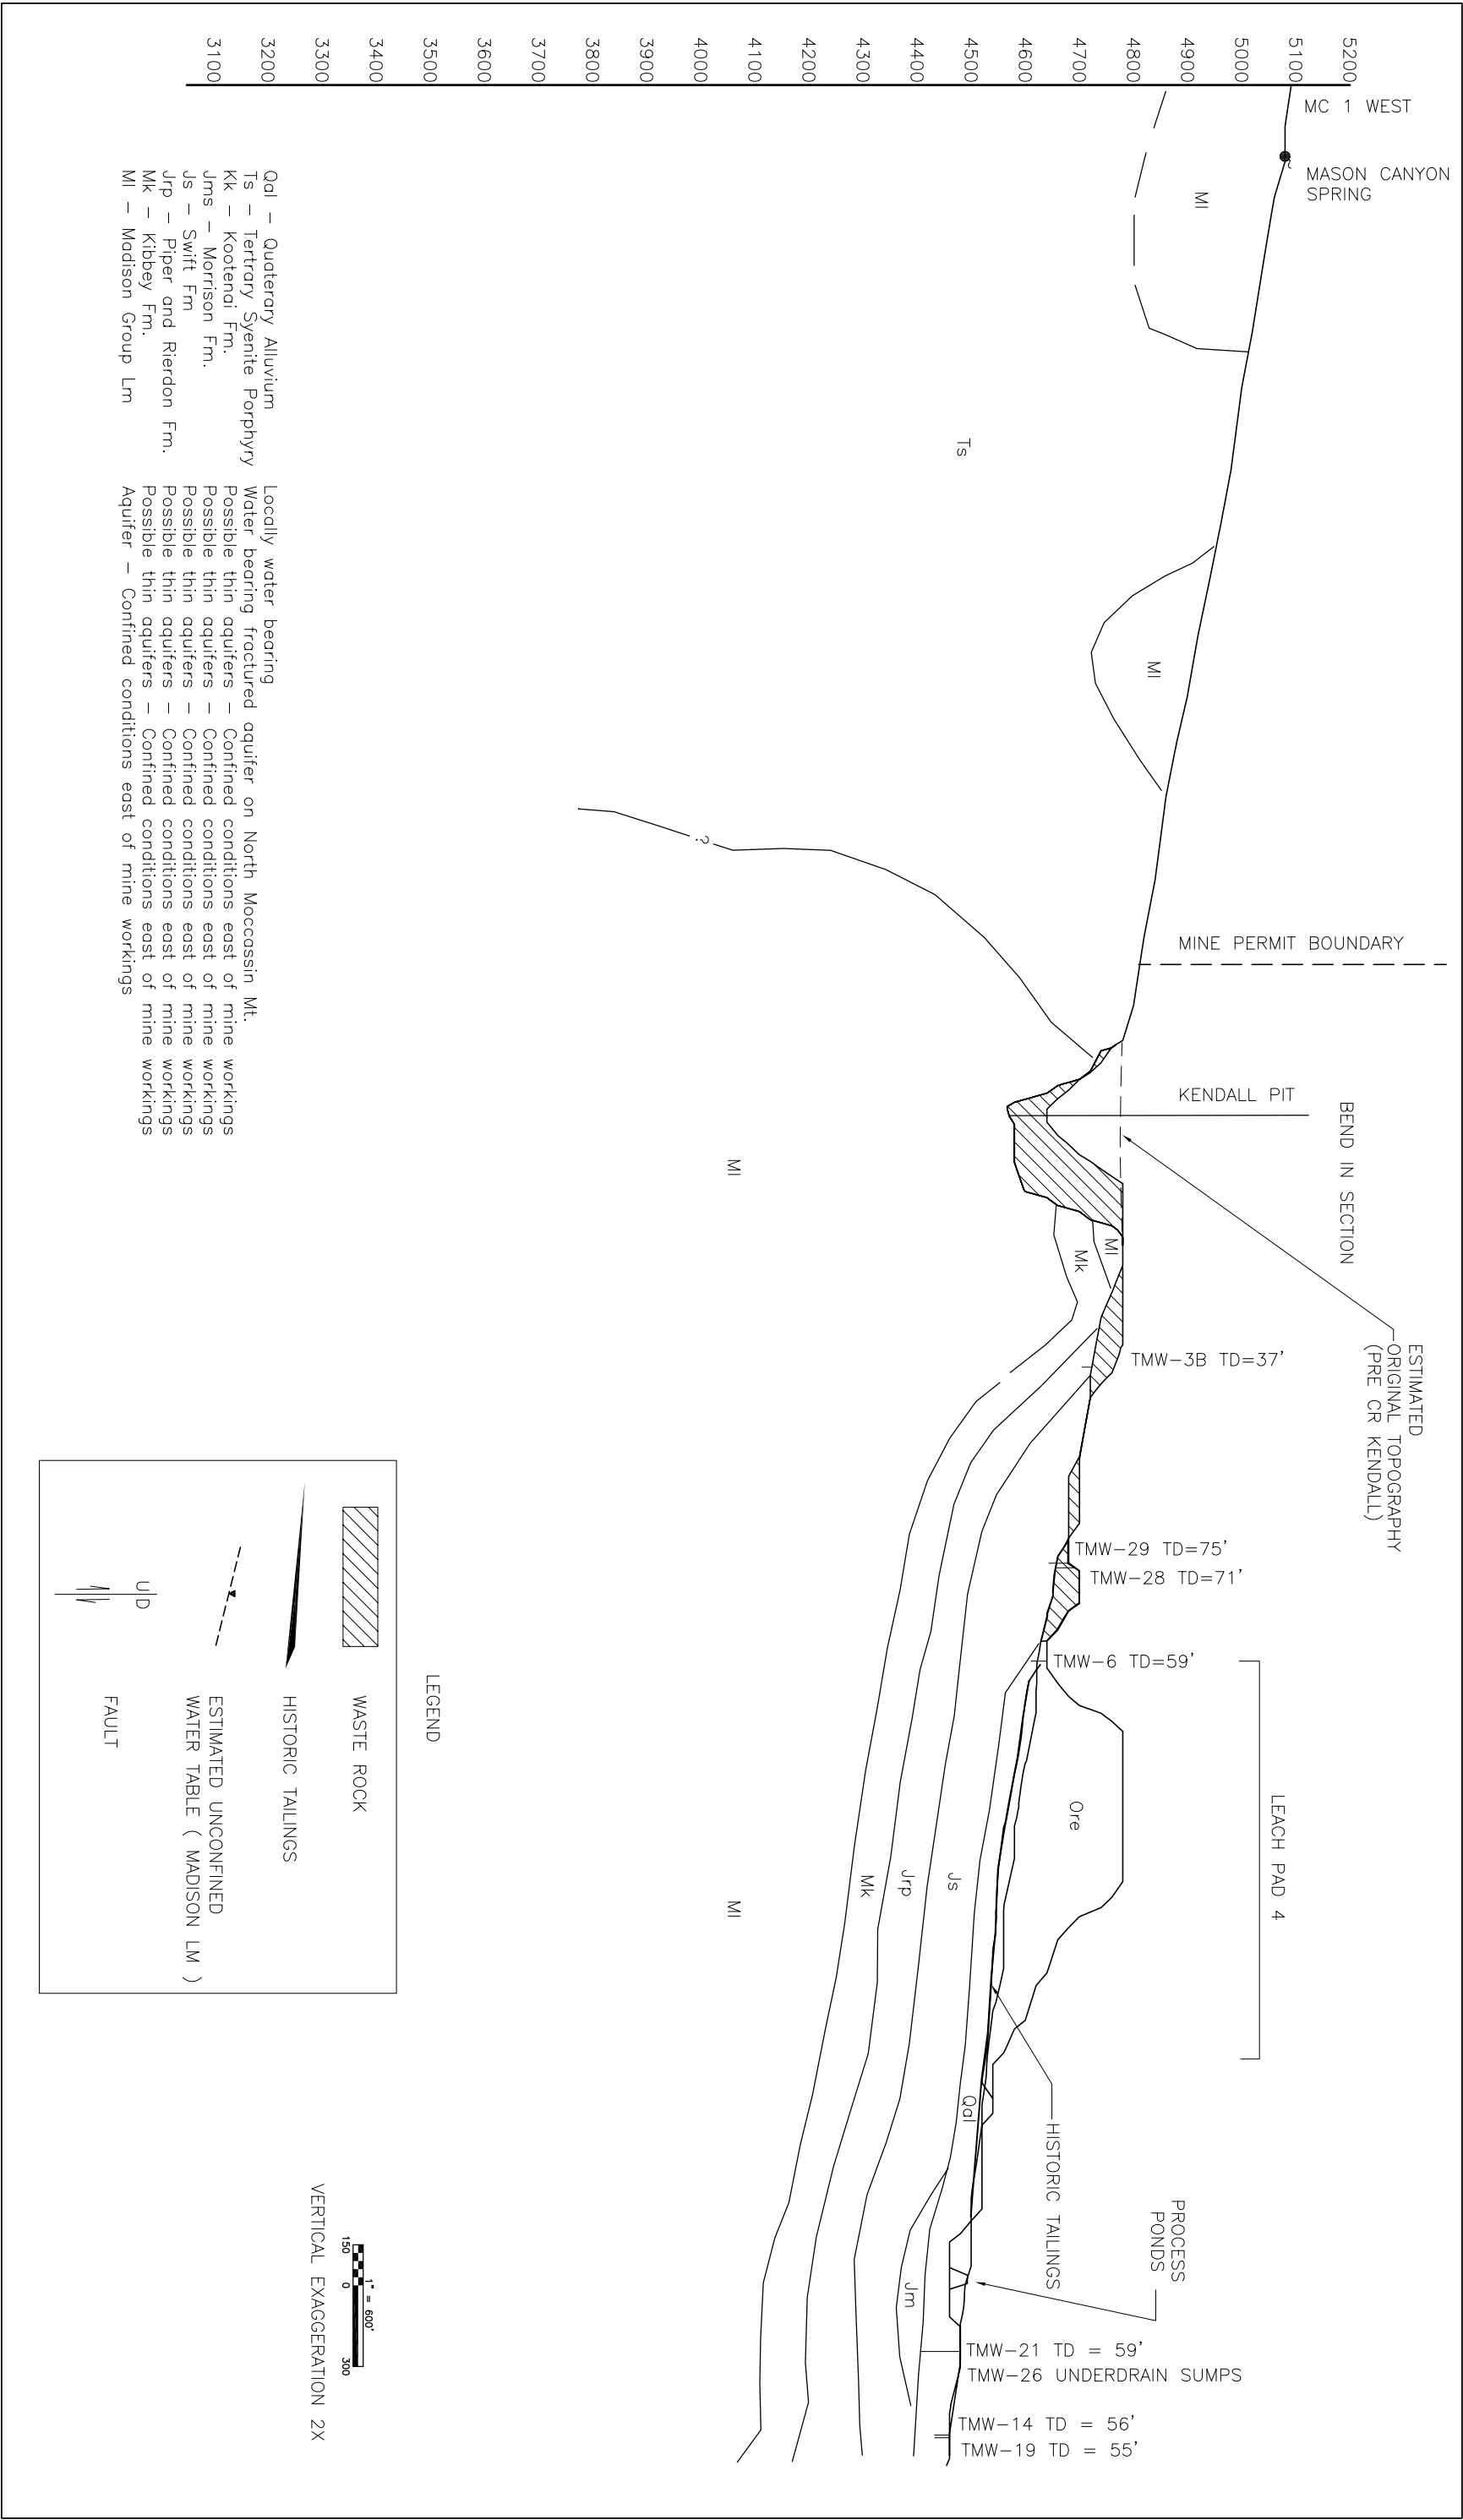 5200
5100
5000
4900
4800
4700
4600
4500
4400
4300
4200
4100
4000
3900
3800
3700
3600
3500
3400
3300
3200
3100
MC 1 WEST
MASON CANYON
SPRING
Ml
Ts
Ml
?
MINE PERMIT BOUNDARY
KENDALL PIT
BEND IN SECTION
ESTIMATED
ORIGINAL TOPOGRAPHY
(PRE CR KENDALL)
Ml
Ml
Mk
TMW-3B TD=37'
TMW-29 TD=75'
TMW-28 TD=71'
TMW-6 TD=59'
LEACH PAD 4
Ore
Js
Jrp
Mk
Ml
Qal
HISTORIC TAILINGS
PROCESS
PONDS
Jm
TMW-21 TD = 59'
TMW-26 UNDERDRAIN SUMPS
TMW-14 TD = 56'
TMW-19 TD = 55'
Qal - Quaterary Alluvium Locally water bearing
Ts - Tertrary Syenite Porphyry Water bearing fractured aquifer on North Moccassin Mt.
Kk - Kootenai Fm. Possible thin aquifers - Confined conditions east of mine workings
Jms - Morrison Fm. Possible thin aquifers - Confined conditions east of mine workings
Js - Swift Fm Possible thin aquifers - Confined conditions east of mine workings
Jrp - Piper and Rierdon Fm. Possible thin aquifers - Confined conditions east of mine workings
Mk - Kibbey Fm. Possible thin aquifers - Confined conditions east of mine workings
Ml - Madison Group Lm Aquifer - Confined conditions east of mine workings
LEGEND
WASTE ROCK
HISTORIC TAILINGS
ESTIMATED UNCONFINED
WATER TABLE ( MADISON LM )
U D
FAULT
1" = 600'
150 0 300
VERTICAL EXAGGERATION 2X